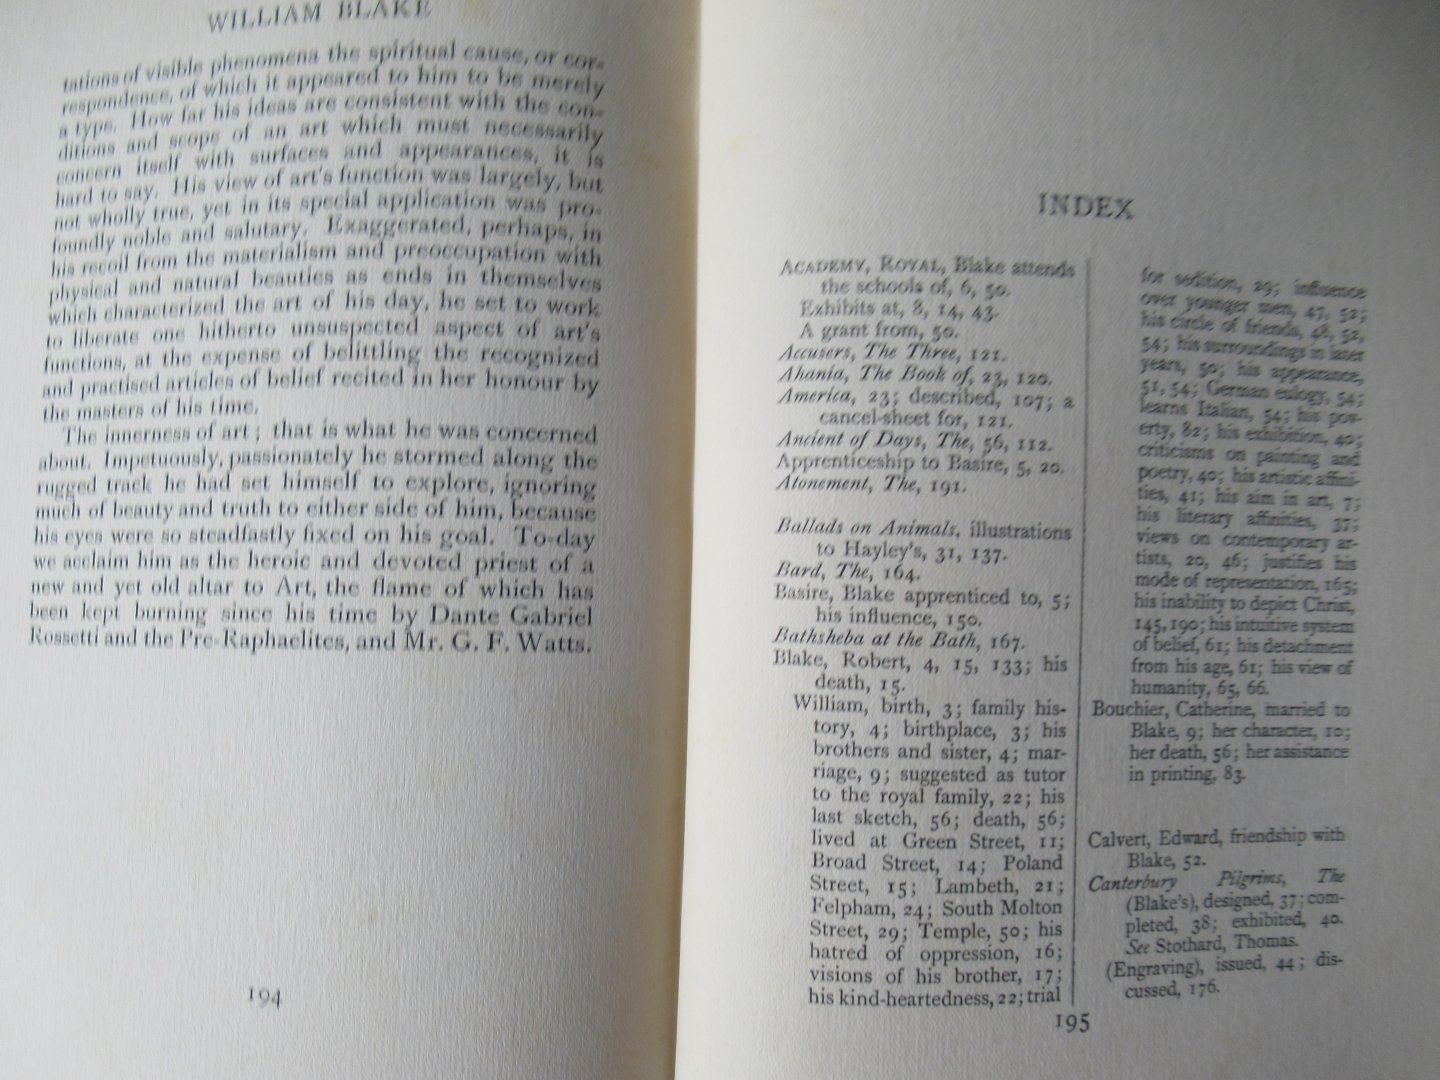 WILLIAM BLAKE
tations of visible phenomena the spiritual cause, or cor-
respondence, of which it appeared to him to be merely
a type. How far his ideas are consistent with the con-
ditions and scope of an art which must necessarily
concern itself with surfaces and appearances, it is
hard to say. His view of art's function was largely, but
not wholly true, yet in its special application was pro-
foundly noble and salutary. Exaggerated, perhaps, in
his recoil from the materialism and preoccupation with
physical and natural beauties as ends in themselves
which characterized the art of his day, he set to work
to liberate one hitherto unsuspected aspect of art's
functions, at the expense of belittling the recognized
and practised articles of belief recited in her honour by
the masters of his time.
The innerness of art; that is what he was concerned
about. Impetuously, passionately he stormed along the
rugged track he had set himself to explore, ignoring
much of beauty and truth to either side of him, because
his eyes were so steadfastly fixed on his goal. To-day
we acclaim him as the heroic and devoted priest of a
new and yet old altar to Art, the flame of which has
been kept burning since his time by Dante Gabriel
Rossetti and the Pre-Raphaelites, and Mr. G. F. Watts.
194
INDEX
ACADEMY, ROYAL, Blake attends
the schools of, 6, 50.
Exhibits at, 8, 14, 43.
A grant from, 50.
Accusers, The Three, 121.
Ahania, The Book of, 23, 120.
America, 23; described, 107; a
cancel-sheet for, 121.
Ancient of Days, The, 56, 112.
Apprenticeship to Basire, 5, 20.
Atonement, The, 191.
Ballads on Animals, illustrations
to Hayley's, 31, 137.
Bard, The, 164.
Basire, Blake apprenticed to, 5;
his influence, 150.
Bathsheba at the Bath, 167.
Blake, Robert, 4, 15, 133; his
death, 15.
William, birth, 3; family his-
tory, 4; birthplace, 3; his
brothers and sister, 4; mar-
riage, 9; suggested as tutor
to the royal family, 22; his
last sketch, 56; death, 56;
lived at Green Street, 11;
Broad Street, 14; Poland
Street, 15; Lambeth, 21;
Felpham, 24; South Molton
Street, 29; Temple, 50; his
hatred of oppression, 16;
visions of his brother, 17;
his kind-heartedness, 22; trial
for sedition, 29; influence
over younger men, 47, 52;
his circle of friends, 48, 52,
54; his surroundings in later
years, 50; his appearance,
51, 54; German eulogy, 54;
learns Italian, 54; his pov-
erty, 82; his exhibition, 40;
criticisms on painting and
poetry, 40; his artistic affini-
ties, 41; his aim in art, 7;
his literary affinities, 37;
views on contemporary ar-
tists, 20, 46; justifies his
mode of representation, 165;
his inability to depict Christ,
145, 190; his intuitive system
of belief, 61; his detachment
from his age, 61; his view of
humanity, 65, 66.
Bouchier, Catherine, married to
Blake, 9; her character, 10;
her death, 56; her assistance
in printing, 83.
Calvert, Edward, friendship with
Blake, 52.
Canterbury Pilgrims, The
(Blake's), designed, 37; com-
pleted, 38; exhibited, 40.
See Stothard, Thomas.
(Engraving), issued, 44; dis-
cussed, 176.
195